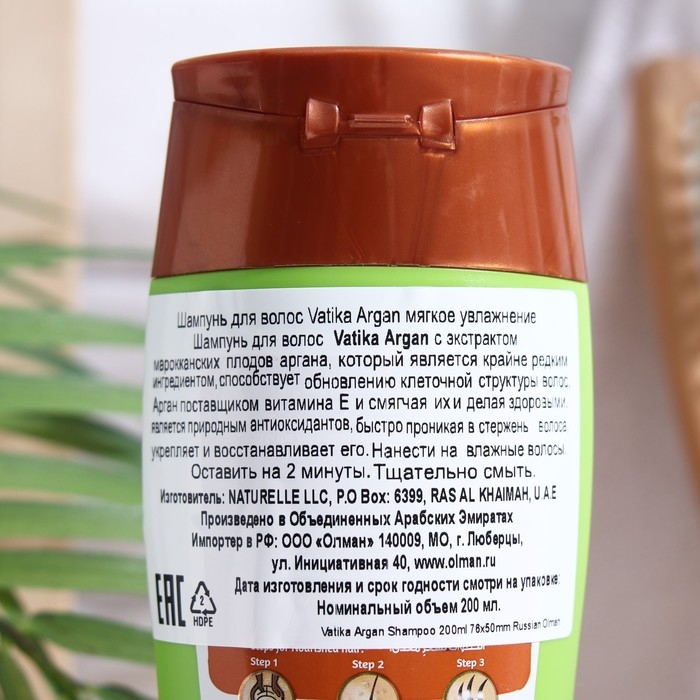 Шампунь для волос Vatika Argan мягкое увлажнение
Шампунь для волос Vatika Argan с экстрактом
марокканских плодов аргана, который является крайне редким
ингредиентом, способствует обновлению клеточной структуры волос.
Арган поставщиком витамина Е и смягчая их и делая здоровыми.
является природным антиоксидантов, быстро проникая в стержень волоса
укрепляет и восстанавливает его. Нанести на влажные волосы.
Оставить на 2 минуты. Тщательно смыть.
Изготовитель: NATURELLE LLC, P.O Box: 6399, RAS AL KHAIMAH, U.A.E
Произведено в Объединенных Арабских Эмиратах
Импортер в РФ: ООО «Олман» 140009, МО, г. Люберцы,
ул. Инициативная 40, www.olman.ru
Дата изготовления и срок годности смотри на упаковке
Номинальный объем 200 мл.
EAC 2 HDPE
Vatika Argan Shampoo 200ml 76x50mm Russian Olman
Steps for Nourished Hair:
Step 1 Step 2 Step 3